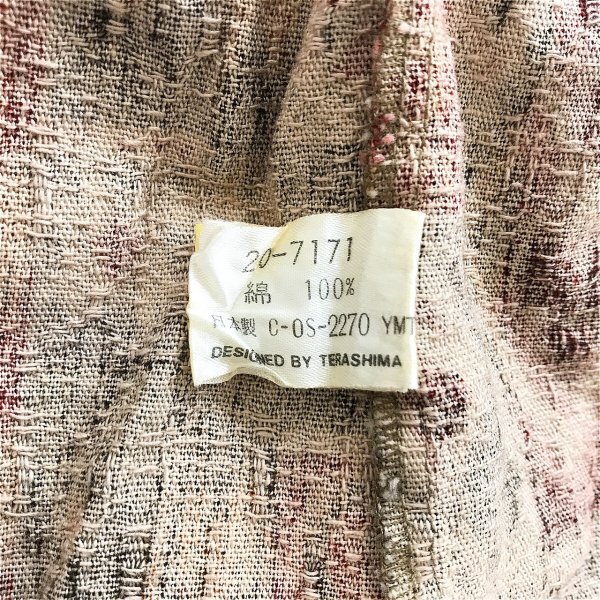 20-7171
綿 100%
日本製 C-OS-2270 YMT
DESIGNED BY TERASHIMA